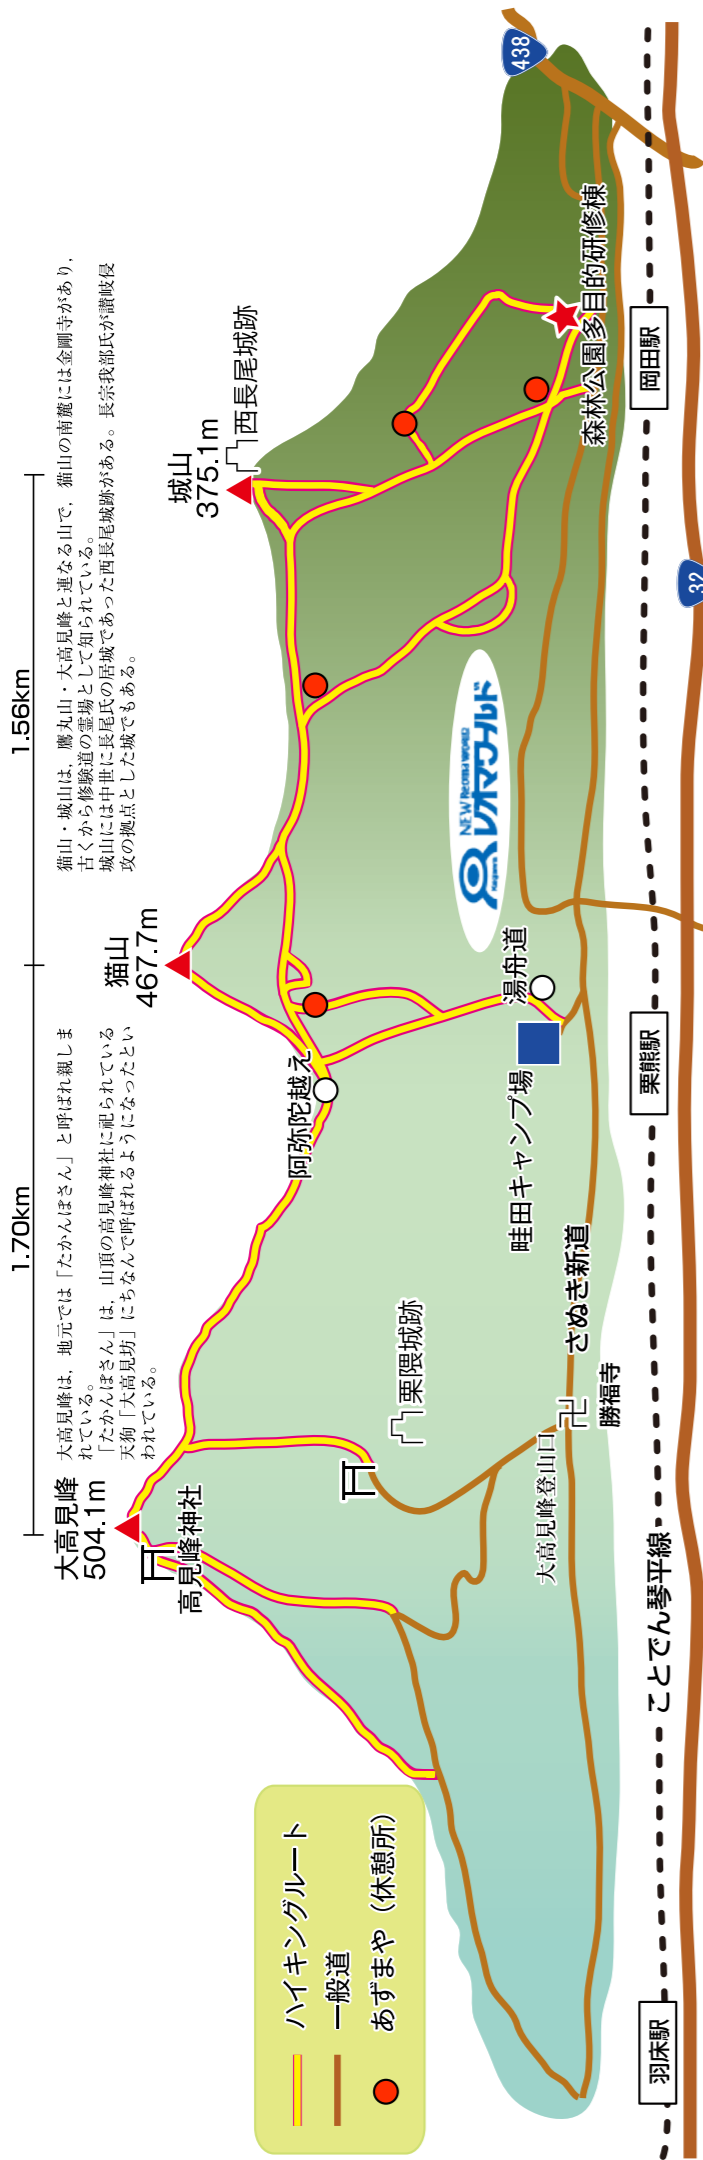 1.70km
1.56km
大高見峰は，地元では「たかんぼさん」と呼ばれ親しま
れている。
「たかんぼさん」は，山頂の高見峰神社に祀られている
天狗「大高見坊」にちなんで呼ばれるようになったとい
われている。
猫山・城山は，鷹丸山・大高見峰と連なる山で，猫山の南麓には金剛寺があり，
古くから修験道の霊場として知られている。
城山には中世に長尾氏の居城であった西長尾城跡がある。長宗我部氏が讃岐侵
攻の拠点とした城でもある。
大高見峰
504.1m
高見峰神社
猫山
467.7m
城山
375.1m
西長尾城跡
阿弥陀越え
栗隈城跡
湯舟道
畦田キャンプ場
NEW Reoma WORLD
レオマワールド
Kagawa
森林公園多目的研修棟
大高見峰登山口
勝福寺
さぬき新道
438
32
ハイキングルート
一般道
あずまや（休憩所）
羽床駅
ことでん琴平線
栗熊駅
岡田駅